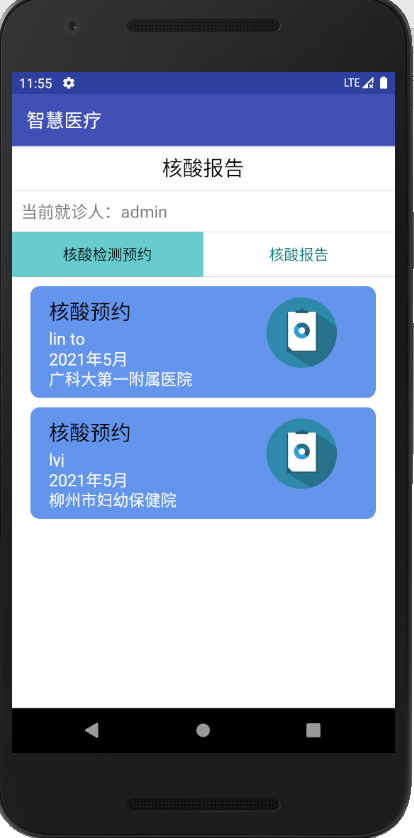 11:55 LTE
智慧医疗
核酸报告
当前就诊人：admin
核酸检测预约 核酸报告
核酸预约
lin to
2021年5月
广科大第一附属医院
核酸预约
lvi
2021年5月
柳州市妇幼保健院